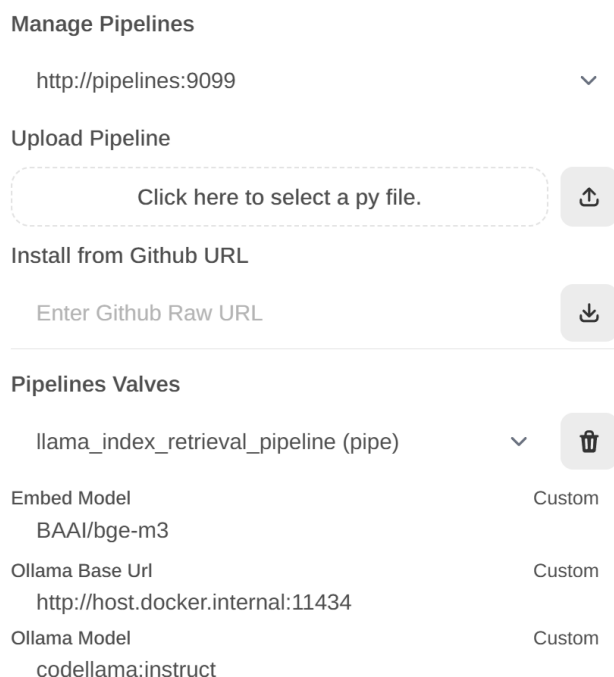 Manage Pipelines
http://pipelines:9099
Upload Pipeline
Click here to select a py file.
Install from Github URL
Enter Github Raw URL
Pipelines Valves
llama_index_retrieval_pipeline (pipe)
Embed Model Custom
BAAI/bge-m3
Ollama Base Url Custom
http://host.docker.internal:11434
Ollama Model Custom
codellama:instruct